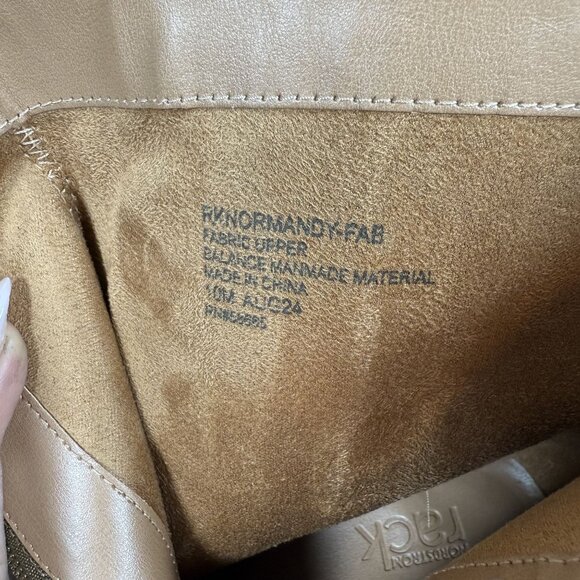 RKNORMANDY-FAB
FABRIC UPPER
BALANCE MANMADE MATERIAL
MADE IN CHINA
10M AUG24
NORDSTROM
rack